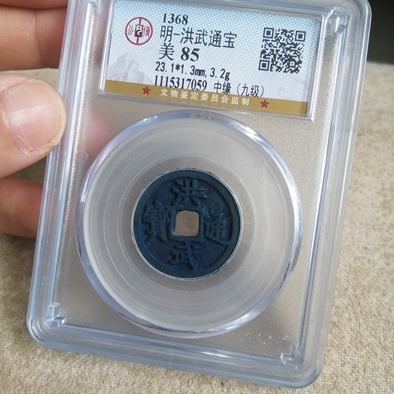 1368
明-洪武通宝
美 85
23.1*1.3mm,3.2g
1115317059 中缘（九级）
文物鉴定委员会监制
洪武通寳